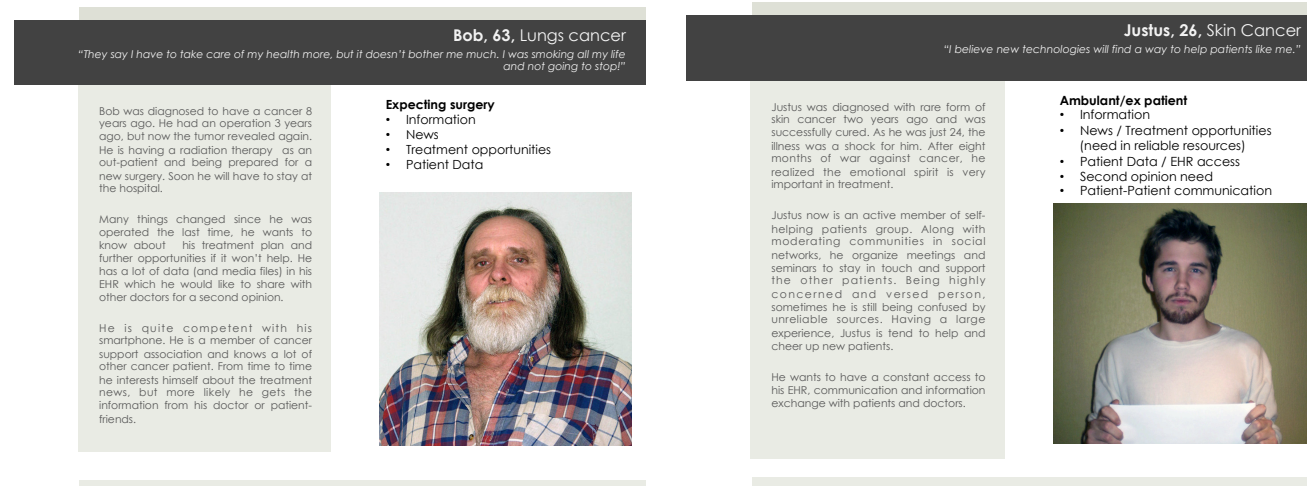 Bob, 63, Lungs cancer
“They say I have to take care of my health more, but it doesn’t bother me much. I was smoking all my life
and not going to stop!”
Bob was diagnosed to have a cancer 8
years ago. He had an operation 3 years
ago, but now the tumor revealed again.
He is having a radiation therapy as an
out-patient and being prepared for a
new surgery. Soon he will have to stay at
the hospital.
Many things changed since he was
operated the last time, he wants to
know about his treatment plan and
further opportunities if it won’t help. He
has a lot of data (and media files) in his
EHR which he would like to share with
other doctors for a second opinion.
He is quite competent with his
smartphone. He is a member of cancer
support association and knows a lot of
other cancer patient. From time to time
he interests himself about the treatment
news, but more likely he gets the
information from his doctor or patient-
friends.
Expecting surgery
• Information
• News
• Treatment opportunities
• Patient Data
Justus, 26, Skin Cancer
“I believe new technologies will find a way to help patients like me.”
Justus was diagnosed with rare form of
skin cancer two years ago and was
successfully cured. As he was just 24, the
illness was a shock for him. After eight
months of war against cancer, he
realized the emotional spirit is very
important in treatment.
Justus now is an active member of self-
helping patients group. Along with
moderating communities in social
networks, he organize meetings and
seminars to stay in touch and support
the other patients. Being highly
concerned and versed person,
sometimes he is still being confused by
unreliable sources. Having a large
experience, Justus is tend to help and
cheer up new patients.
He wants to have a constant access to
his EHR, communication and information
exchange with patients and doctors.
Ambulant/ex patient
• Information
• News / Treatment opportunities
(need in reliable resources)
• Patient Data / EHR access
• Second opinion need
• Patient-Patient communication